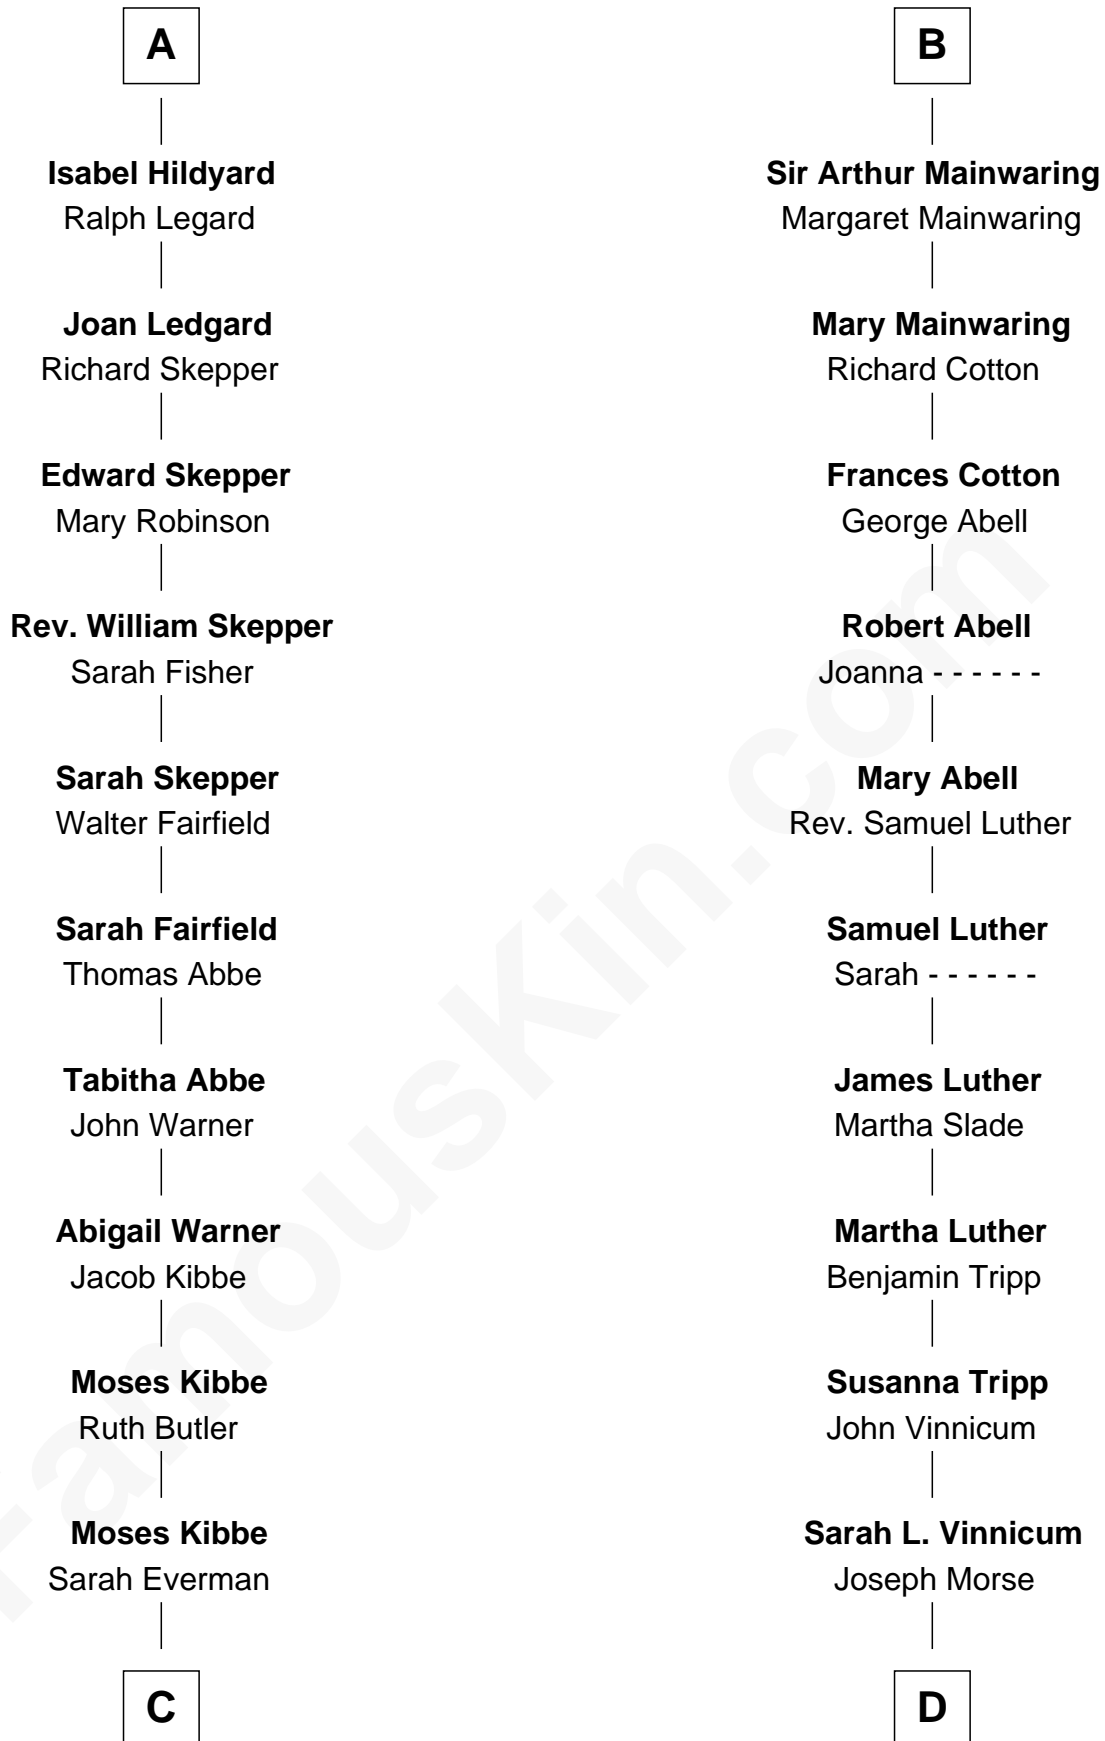 A
Isabel Hildyard
Ralph Legard
Joan Ledgard
Richard Skepper
Edward Skepper
Mary Robinson
Rev. William Skepper
Sarah Fisher
Sarah Skepper
Walter Fairfield
Sarah Fairfield
Thomas Abbe
Tabitha Abbe
John Warner
Abigail Warner
Jacob Kibbe
Moses Kibbe
Ruth Butler
Moses Kibbe
Sarah Everman
C
B
Sir Arthur Mainwaring
Margaret Mainwaring
Mary Mainwaring
Richard Cotton
Frances Cotton
George Abell
Robert Abell
Joanna - - - - - -
Mary Abell
Rev. Samuel Luther
Samuel Luther
Sarah - - - - - -
James Luther
Martha Slade
Martha Luther
Benjamin Tripp
Susanna Tripp
John Vinnicum
Sarah L. Vinnicum
Joseph Morse
D
FamousKin.com